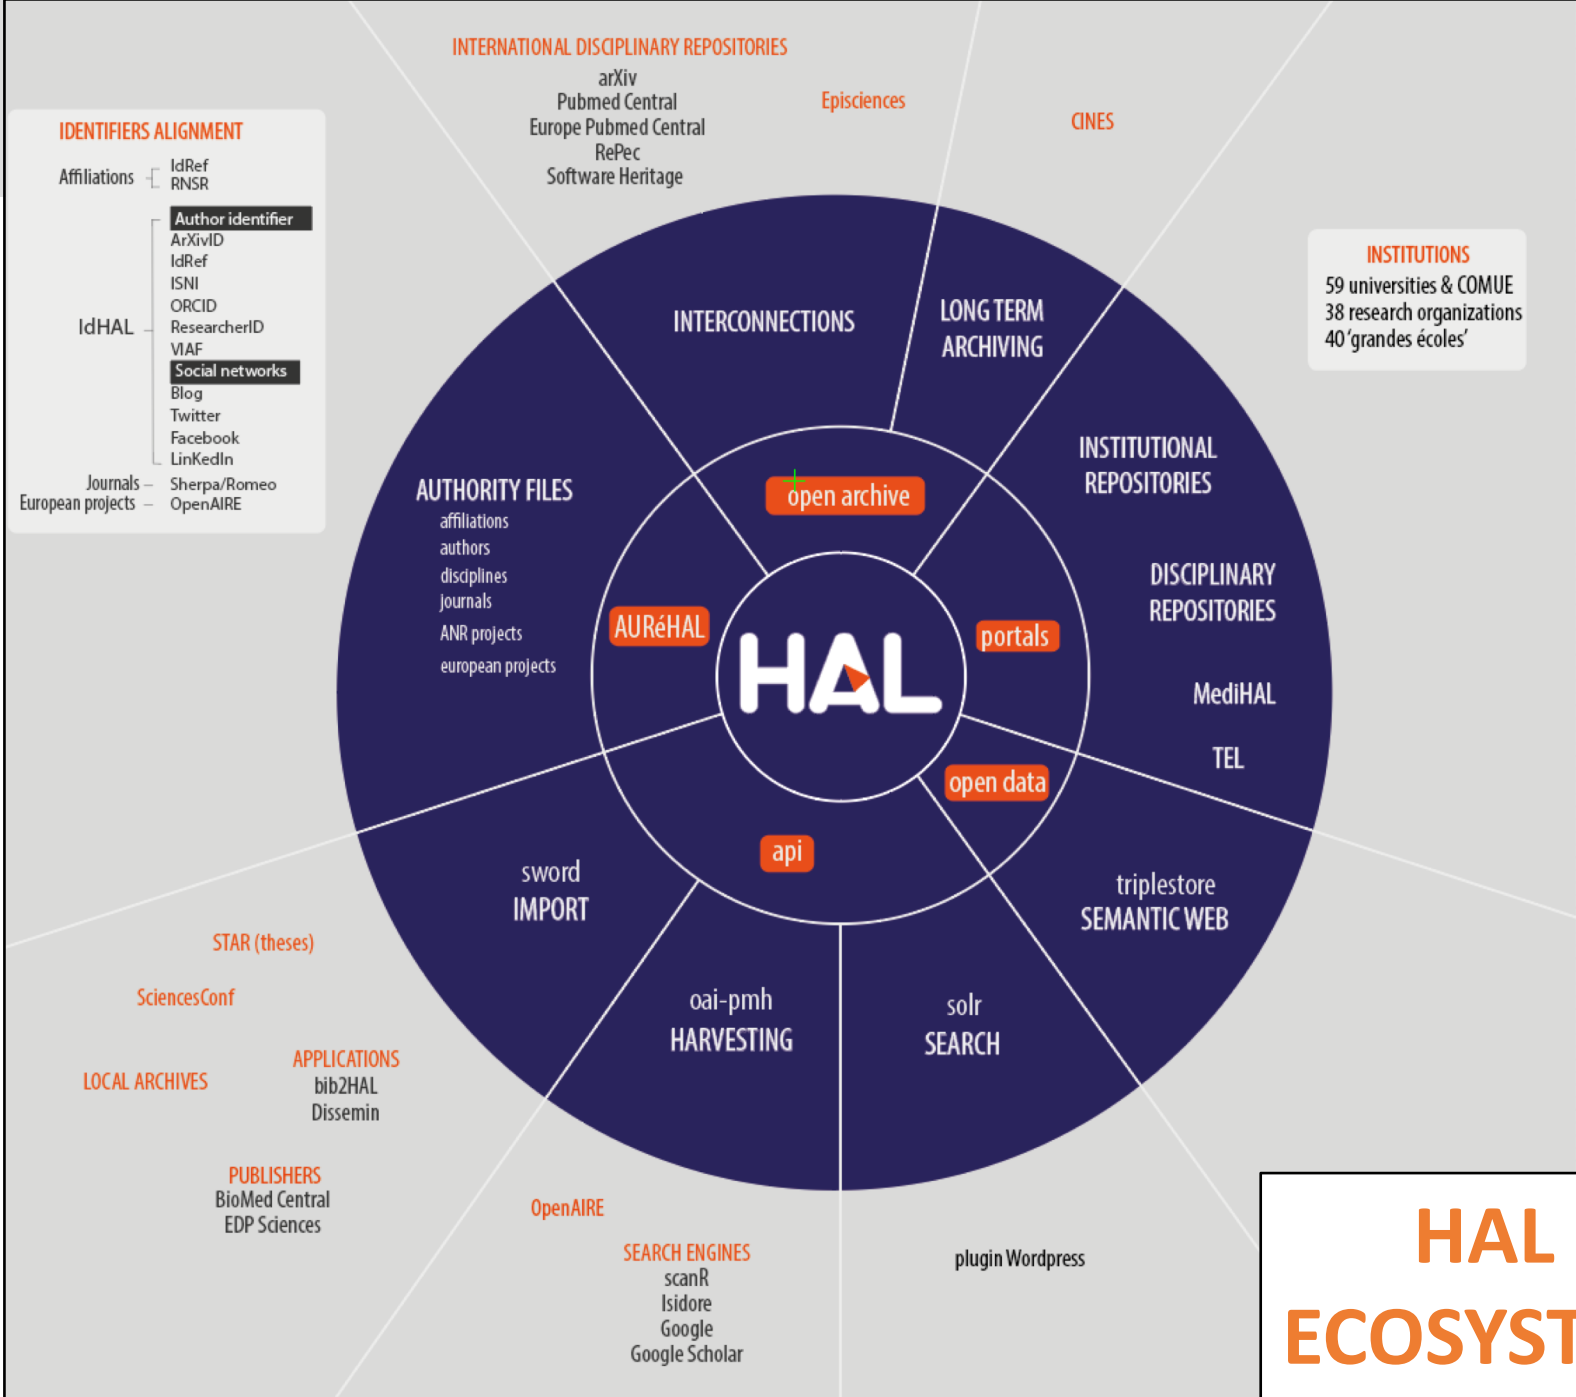 INTERNATIONAL DISCIPLINARY REPOSITORIES
arXiv
Pubmed Central
Europe Pubmed Central
RePec
Software Heritage
Episciences
CINES
IDENTIFIERS ALIGNMENT
Affiliations
IdRef
RNSR
IdHAL
Author identifier
ArXivID
IdRef
ISNI
ORCID
ResearcherID
VIAF
Social networks
Blog
Twitter
Facebook
LinKedIn
Journals – Sherpa/Romeo
European projects – OpenAIRE
INSTITUTIONS
59 universities & COMUE
38 research organizations
40 ‘grandes écoles’
INTERCONNECTIONS
LONG TERM
ARCHIVING
INSTITUTIONAL
REPOSITORIES
DISCIPLINARY
REPOSITORIES
MediHAL
TEL
AUTHORITY FILES
affiliations
authors
disciplines
journals
ANR projects
european projects
open archive
AURéHAL
portals
HAL
open data
api
sword
IMPORT
oai-pmh
HARVESTING
solr
SEARCH
triplestore
SEMANTIC WEB
STAR (theses)
SciencesConf
LOCAL ARCHIVES
APPLICATIONS
bib2HAL
Dissemin
PUBLISHERS
BioMed Central
EDP Sciences
OpenAIRE
SEARCH ENGINES
scanR
Isidore
Google
Google Scholar
plugin Wordpress
HAL